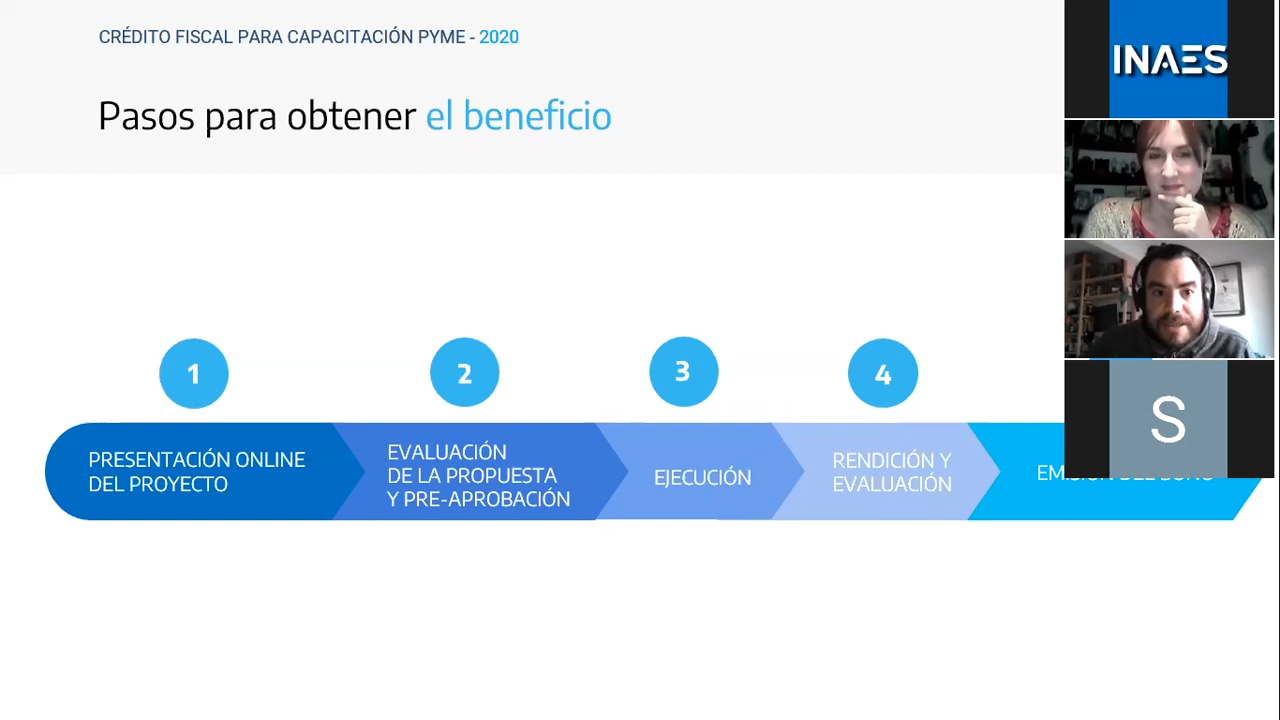 CRÉDITO FISCAL PARA CAPACITACIÓN PYME - 2020
Pasos para obtener el beneficio
INAES
S
1
2
3
4
PRESENTACIÓN ONLINE
DEL PROYECTO
EVALUACIÓN
DE LA PROPUESTA
Y PRE-APROBACIÓN
EJECUCIÓN
RENDICIÓN Y
EVALUACIÓN